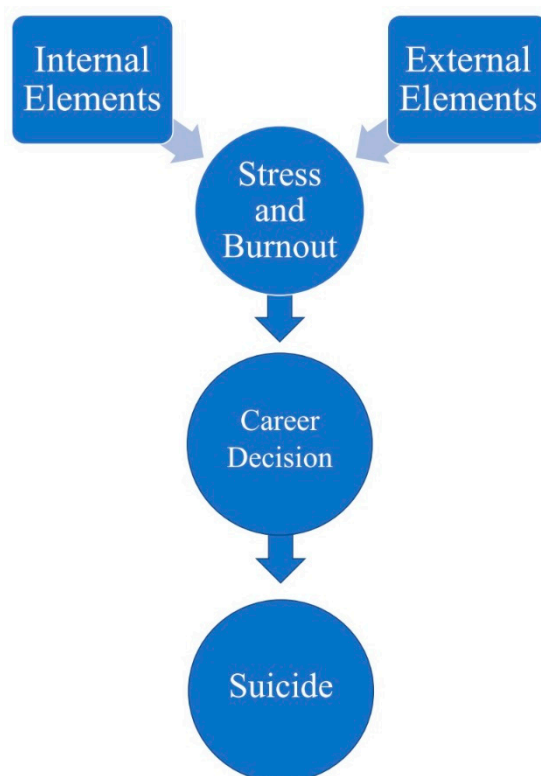 Internal
Elements
External
Elements
Stress
and
Burnout
Career
Decision
Suicide